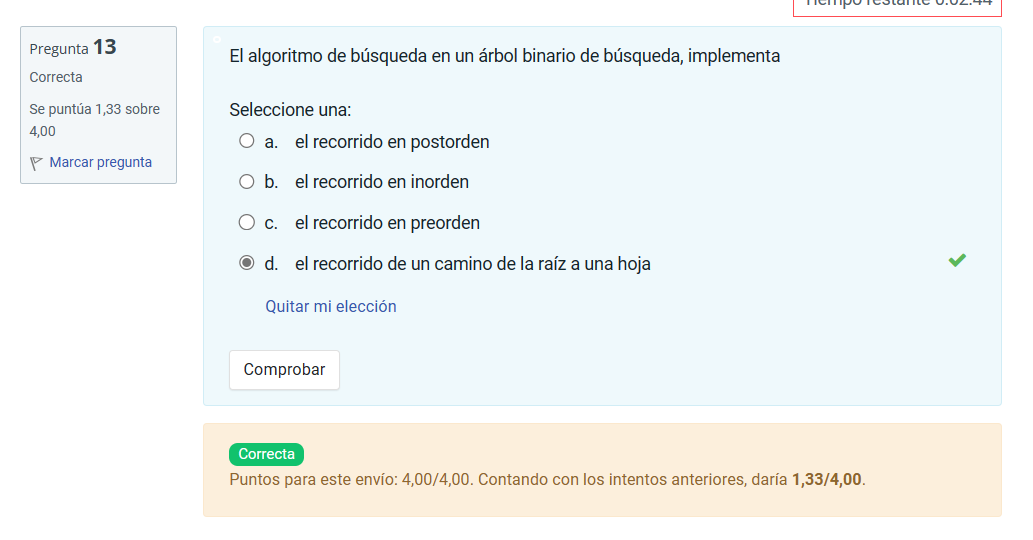 Tiempo restante 0:02:44
Pregunta 13
Correcta
Se puntúa 1,33 sobre
4,00
Marcar pregunta
El algoritmo de búsqueda en un árbol binario de búsqueda, implementa
Seleccione una:
a. el recorrido en postorden
b. el recorrido en inorden
c. el recorrido en preorden
d. el recorrido de un camino de la raíz a una hoja
Quitar mi elección
Comprobar
Correcta
Puntos para este envío: 4,00/4,00. Contando con los intentos anteriores, daría 1,33/4,00.